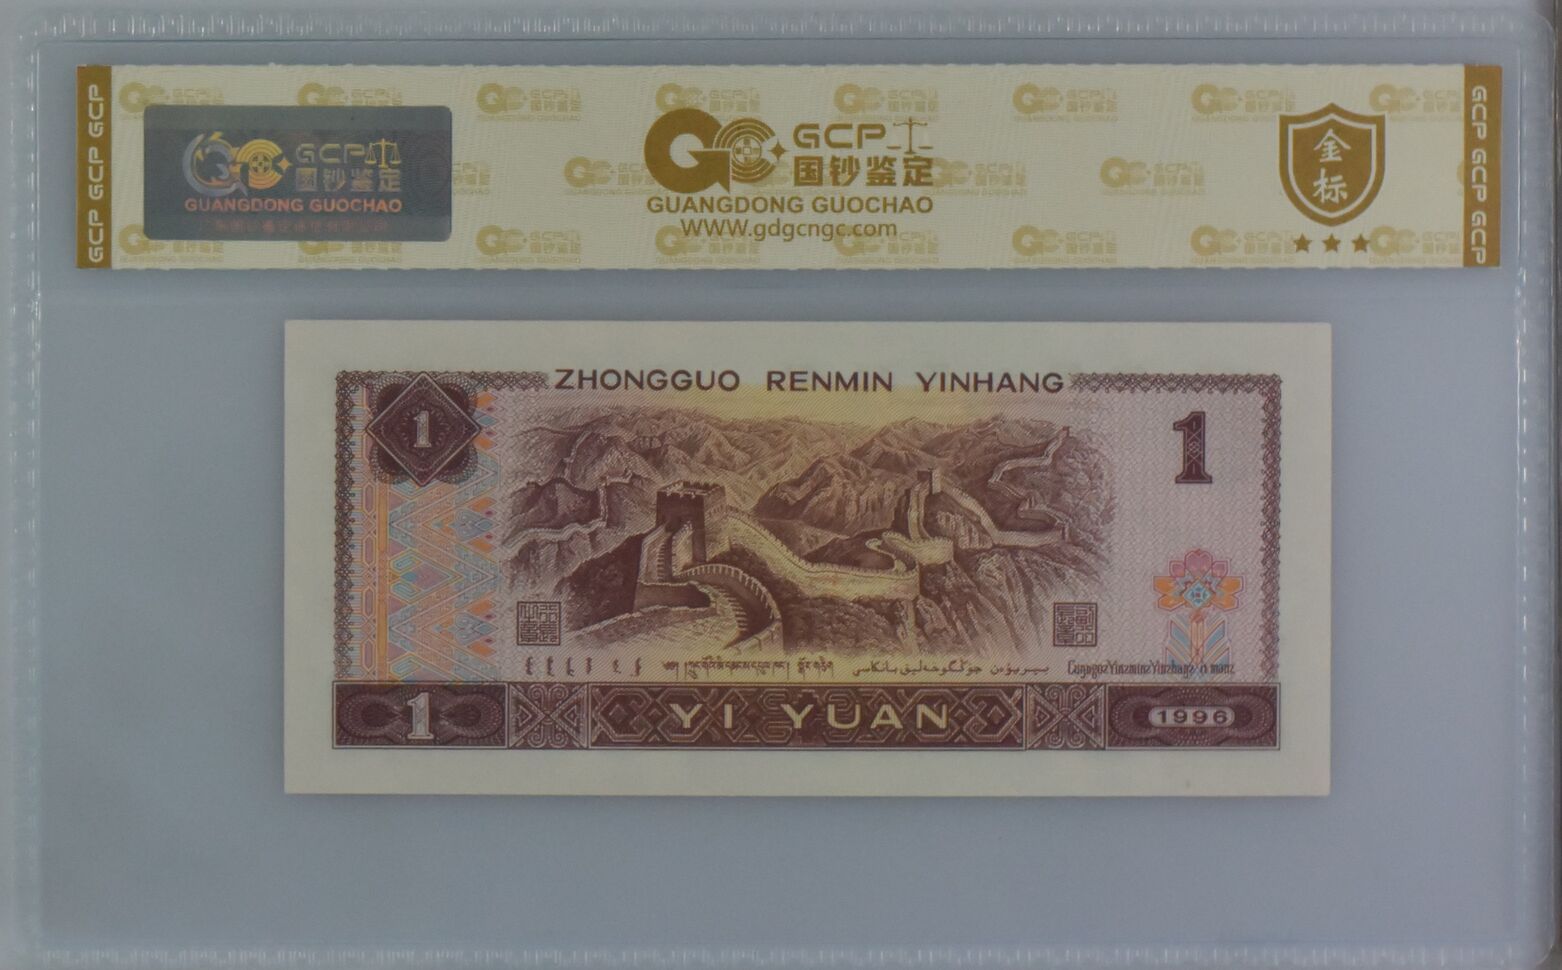 GCP GCP GCP
GCP国钞鉴定
GUANGDONG GUOCHAO
GCP国钞鉴定
GUANGDONG GUOCHAO
WWW.gdgcngc.com
金标
GCP GCP GCP
ZHONGGUO RENMIN YINHANG
1
1
1
YI YUAN
1996